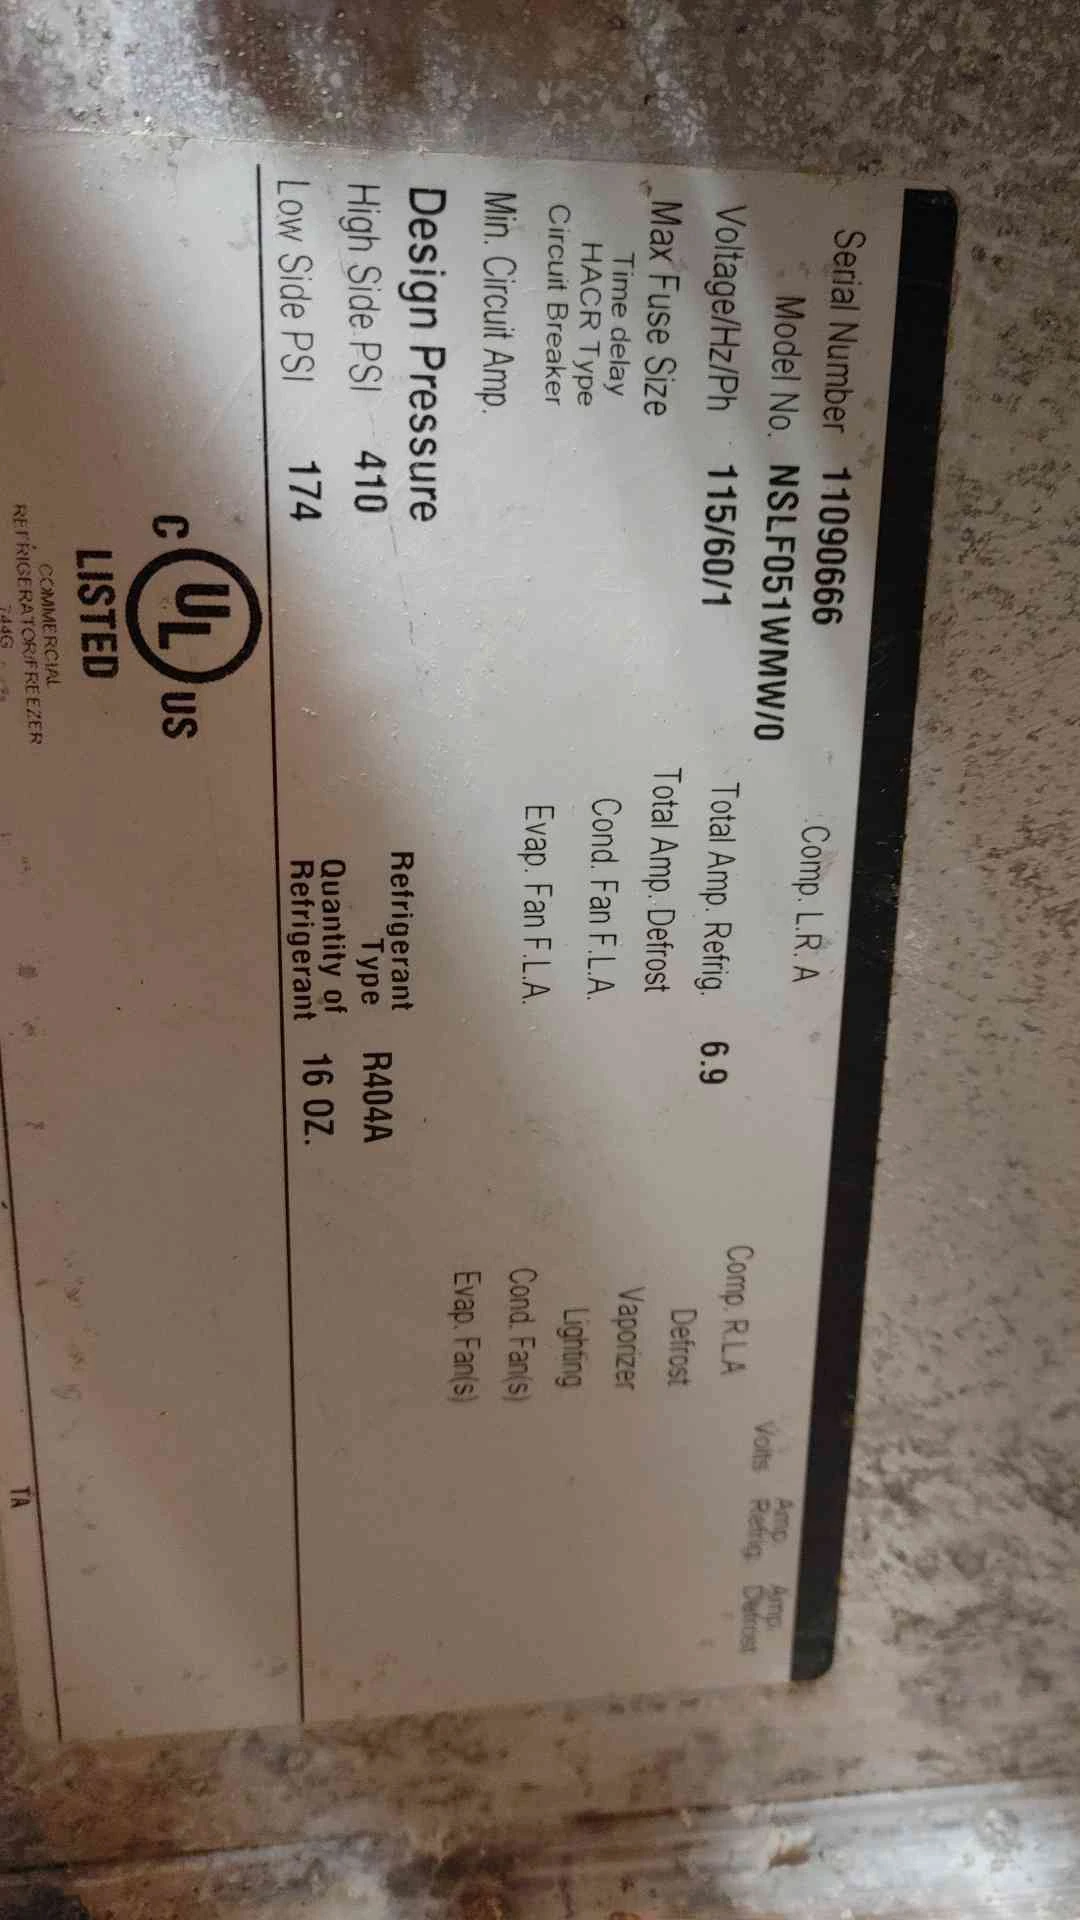 Serial Number 11090666
Model No. NSLF051WMW/0
Voltage/Hz/Ph 115/60/1
Max Fuse Size
Time delay
HACR Type
Circuit Breaker
Min. Circuit Amp.
Design Pressure
High Side PSI 410
Low Side PSI 174
Comp. L.R.A
Total Amp. Refrig. 6.9
Total Amp. Defrost
Cond. Fan F.L.A.
Evap. Fan F.L.A.
Refrigerant
Type R404A
Quantity of
Refrigerant 16 OZ.
Volts Amp. Refrig. Amp. Defrost
Comp. RLA
Defrost
Vaporizer
Lighting
Cond. Fan(s)
Evap. Fan(s)
C UL US
LISTED
COMMERCIAL
REFRIGERATOR/FREEZER
744G
TA